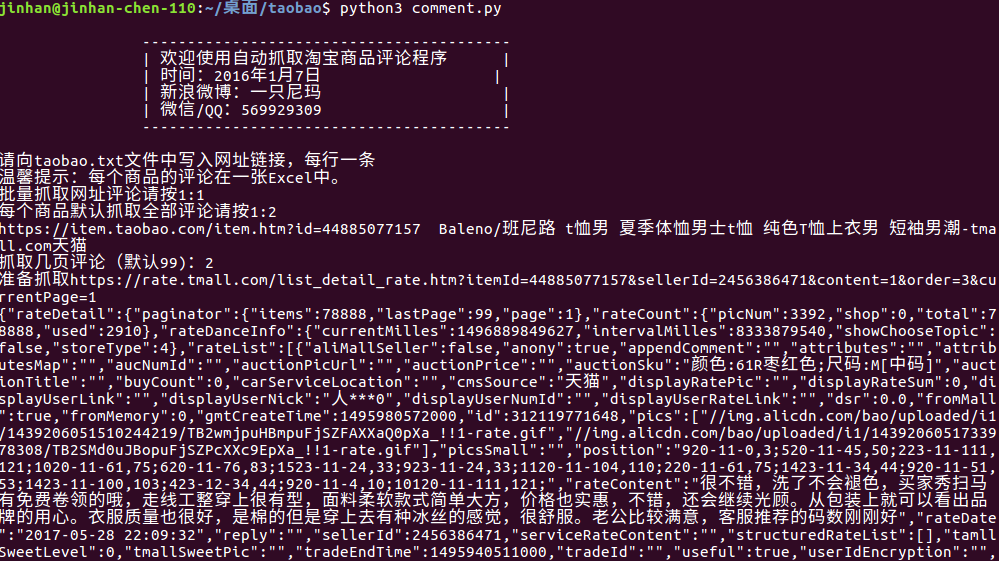 jinhan@jinhan-chen-110:~/桌面/taobao$ python3 comment.py
-----------------------------------------
| 欢迎使用自动抓取淘宝商品评论程序 |
| 时间：2016年1月7日 |
| 新浪微博：一只尼玛 |
| 微信/QQ：569929309 |
-----------------------------------------
请向taobao.txt文件中写入网址链接，每行一条
温馨提示：每个商品的评论在一张Excel中。
批量抓取网址评论请按1:1
每个商品默认抓取全部评论请按1:2
https://item.taobao.com/item.htm?id=44885077157  Baleno/班尼路 t恤男 夏季体恤男士t恤 纯色T恤上衣男 短袖男潮-tma
ll.com天猫
抓取几页评论（默认99）：2
准备抓取https://rate.tmall.com/list_detail_rate.htm?itemId=44885077157&sellerId=2456386471&content=1&order=3&cu
rrentPage=1
{"rateDetail":{"paginator":{"items":78888,"lastPage":99,"page":1},"rateCount":{"picNum":3392,"shop":0,"total":7
8888,"used":2910},"rateDanceInfo":{"currentMilles":1496889849627,"intervalMilles":8333879540,"showChooseTopic":
false,"storeType":4},"rateList":[{"aliMallSeller":false,"anony":true,"appendComment":"","attributes":"","attrib
utesMap":"","aucNumId":"","auctionPicUrl":"","auctionPrice":"","auctionSku":"颜色:61R枣红色;尺码:M[中码]","auct
ionTitle":"","buyCount":0,"carServiceLocation":"","cmsSource":"天猫","displayRatePic":"","displayRateSum":0,"di
splayUserLink":"","displayUserNick":"人***0","displayUserNumId":"","displayUserRateLink":"","dsr":0.0,"fromMall
":true,"fromMemory":0,"gmtCreateTime":1495980572000,"id":312119771648,"pics":["//img.alicdn.com/bao/uploaded/i1
/1439206051510244219/TB2wmjpuHBmpuFjSZFAXXaQ0pXa_!!1-rate.gif","//img.alicdn.com/bao/uploaded/i1/14392060517339
78308/TB2SMd0uJBopuFjSZPcXXc9EpXa_!!1-rate.gif"],"picsSmall":"","position":"920-11-0,3;520-11-45,50;223-11-111,
121;1020-11-61,75;620-11-76,83;1523-11-24,33;923-11-24,33;1120-11-104,110;220-11-61,75;1423-11-34,44;920-11-51,
53;1423-11-100,103;423-12-34,44;920-11-4,10;10120-11-111,121;","rateContent":"很不错，洗了不会褪色，买家秀扫马
有免费卷领的哦，走线工整穿上很有型，面料柔软款式简单大方，价格也实惠，不错，还会继续光顾。从包装上就可以看出品
牌的用心。衣服质量也很好，是棉的但是穿上去有种冰丝的感觉，很舒服。老公比较满意，客服推荐的码数刚刚好","rateDate
":"2017-05-28 22:09:32","reply":"","sellerId":2456386471,"serviceRateContent":"","structuredRateList":[],"tamll
SweetLevel":0,"tmallSweetPic":"","tradeEndTime":1495940511000,"tradeId":"","useful":true,"userIdEncryption":"",